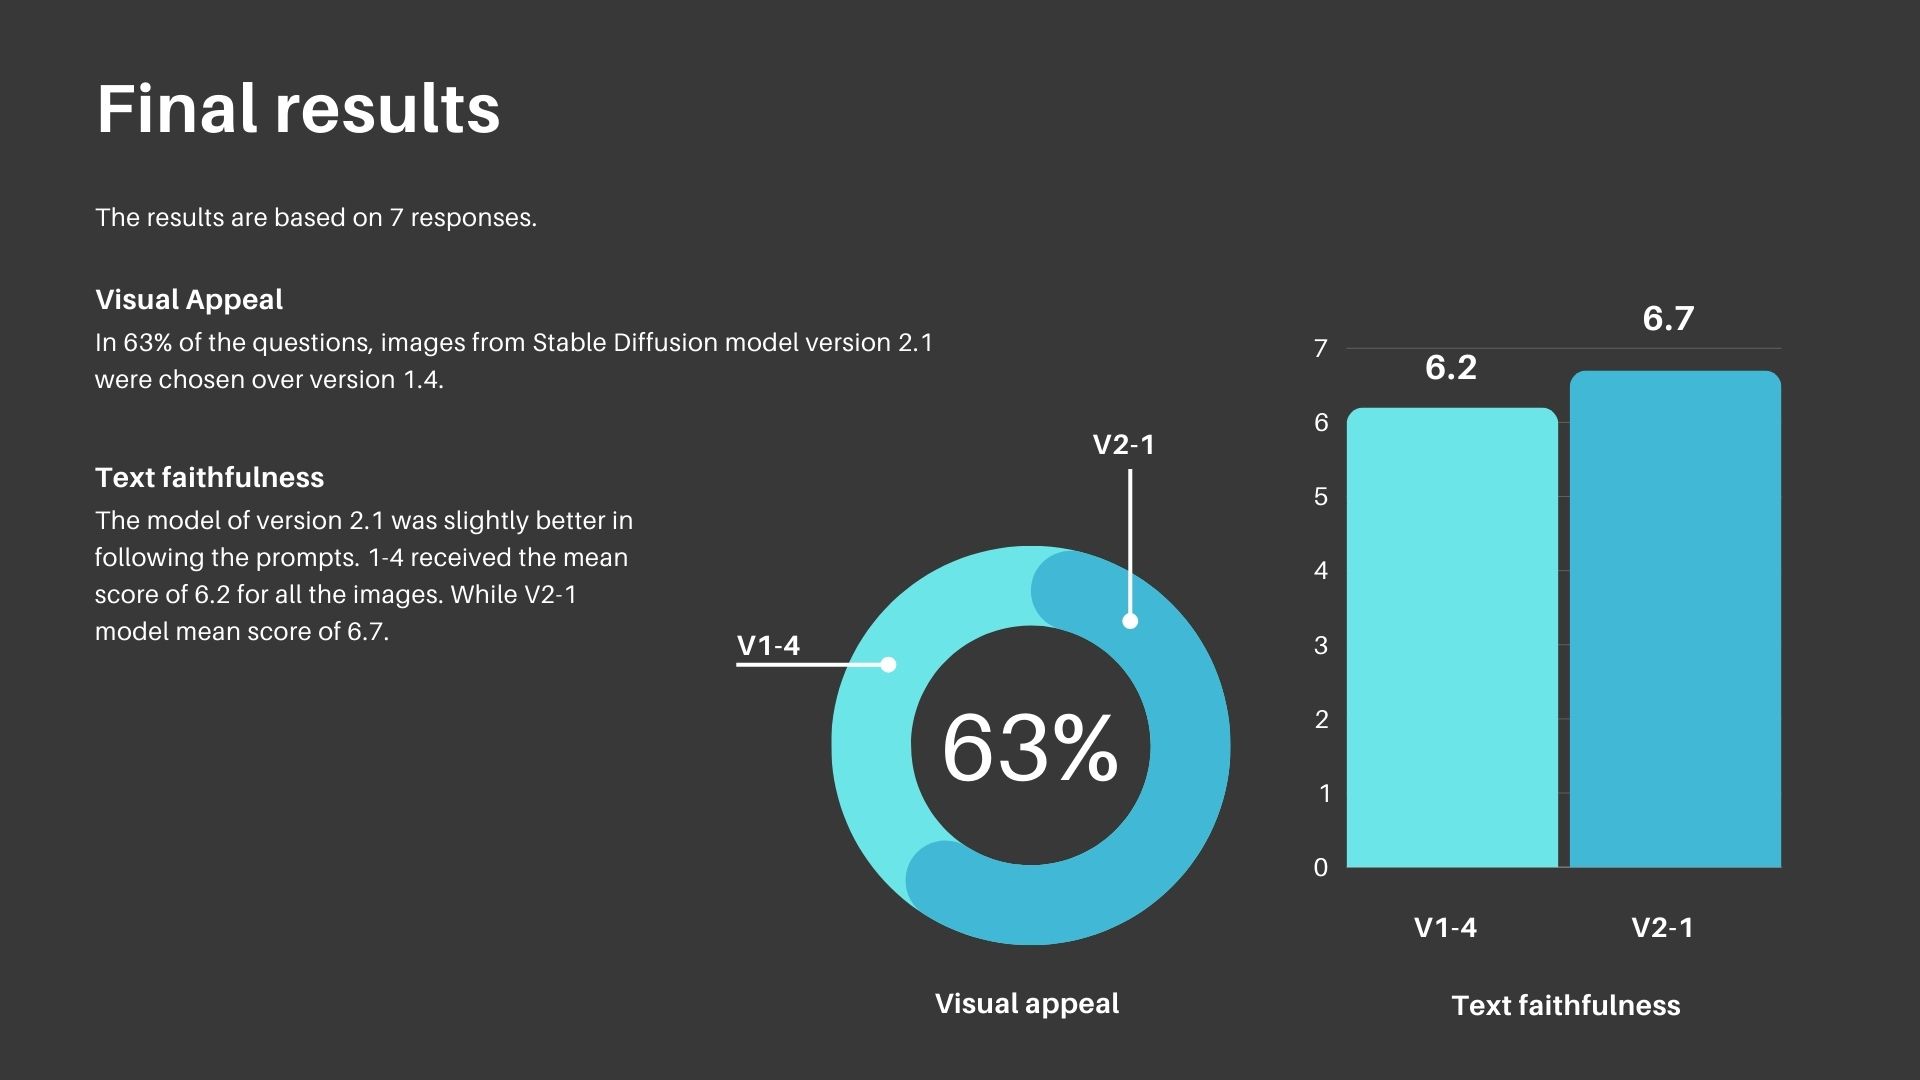 Final results
The results are based on 7 responses.
Visual Appeal
In 63% of the questions, images from Stable Diffusion model version 2.1
were chosen over version 1.4.
Text faithfulness
The model of version 2.1 was slightly better in
following the prompts. 1-4 received the mean
score of 6.2 for all the images. While V2-1
model mean score of 6.7.
V2-1
V1-4
63%
Visual appeal
6.7
6.2
7
6
5
4
3
2
1
0
V1-4
V2-1
Text faithfulness